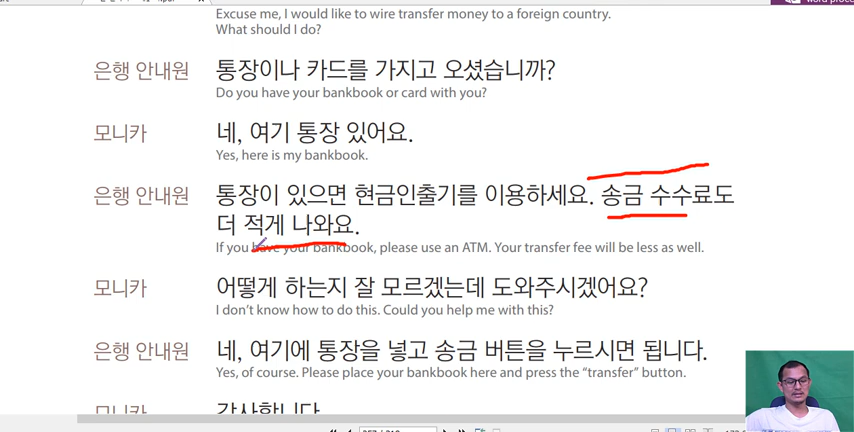 Excuse me, I would like to wire transfer money to a foreign country.
What should I do?
은행 안내원 통장이나 카드를 가지고 오셨습니까?
Do you have your bankbook or card with you?
모니카 네, 여기 통장 있어요.
Yes, here is my bankbook.
은행 안내원 통장이 있으면 현금인출기를 이용하세요. 송금 수수료도
더 적게 나와요.
If you have your bankbook, please use an ATM. Your transfer fee will be less as well.
모니카 어떻게 하는지 잘 모르겠는데 도와주시겠어요?
I don't know how to do this. Could you help me with this?
은행 안내원 네, 여기에 통장을 넣고 송금 버튼을 누르시면 됩니다.
Yes, of course. Please place your bankbook here and press the “transfer” button.
모니카 감사합니다